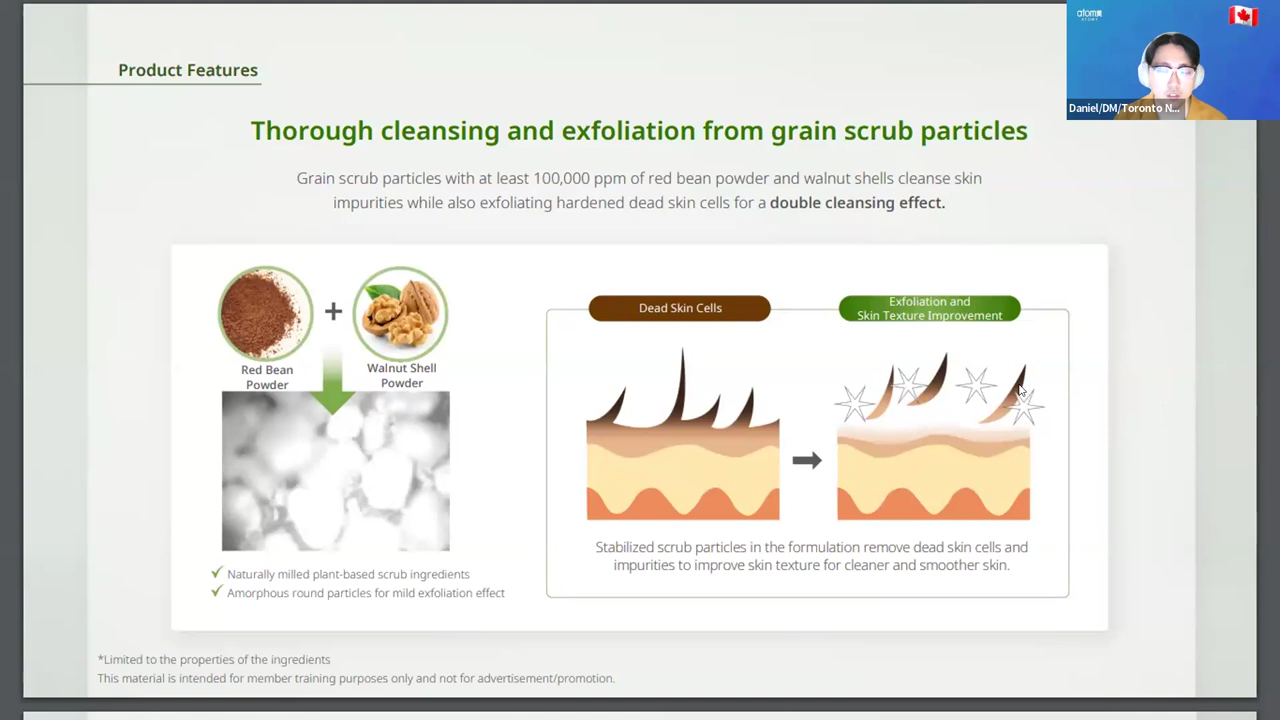 Product Features
atomy
Daniel/DM/Toronto N...
Thorough cleansing and exfoliation from grain scrub particles
Grain scrub particles with at least 100,000 ppm of red bean powder and walnut shells cleanse skin
impurities while also exfoliating hardened dead skin cells for a double cleansing effect.
+
Red Bean
Powder
Walnut Shell
Powder
Dead Skin Cells
Exfoliation and
Skin Texture Improvement
Stabilized scrub particles in the formulation remove dead skin cells and
impurities to improve skin texture for cleaner and smoother skin.
Naturally milled plant-based scrub ingredients
Amorphous round particles for mild exfoliation effect
*Limited to the properties of the ingredients
This material is intended for member training purposes only and not for advertisement/promotion.